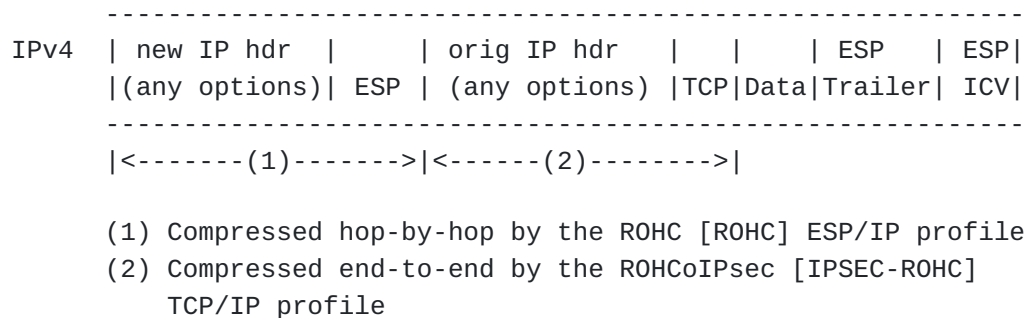 -----------------------------------------------------------
IPv4  | new IP hdr  |     | orig IP hdr   |   |    | ESP   | ESP|
      |(any options)| ESP | (any options) |TCP|Data|Trailer| ICV|
      -----------------------------------------------------------
      |<-------(1)------->|<------(2)-------->|

      (1) Compressed hop-by-hop by the ROHC [ROHC] ESP/IP profile
      (2) Compressed end-to-end by the ROHCoIPsec [IPSEC-ROHC]
          TCP/IP profile